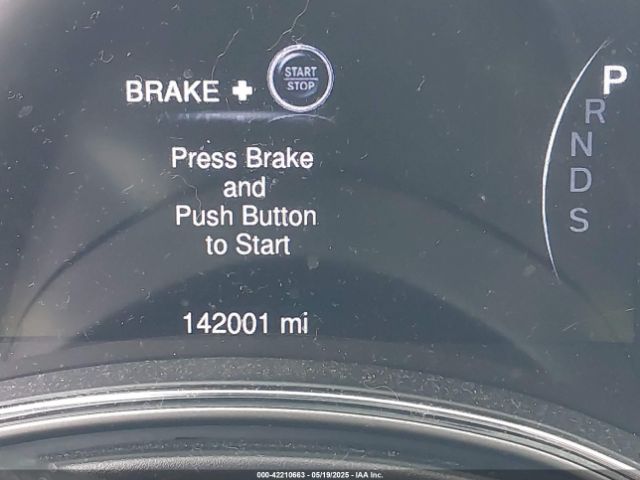 BRAKE +
START
STOP
Press Brake
and
Push Button
to Start
142001 mi
P
R
N
D
S
000-42210663 - 05/19/2025 - IAA Inc.